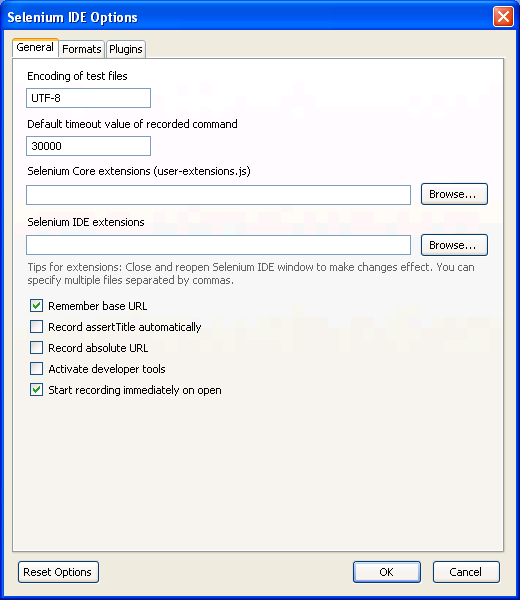 Selenium IDE Options
General Formats Plugins
Encoding of test files
UTF-8
Default timeout value of recorded command
30000
Selenium Core extensions (user-extensions.js)
Browse...
Selenium IDE extensions
Browse...
Tips for extensions: Close and reopen Selenium IDE window to make changes effect. You can
specify multiple files separated by commas.
Remember base URL
Record assertTitle automatically
Record absolute URL
Activate developer tools
Start recording immediately on open
Reset Options OK Cancel